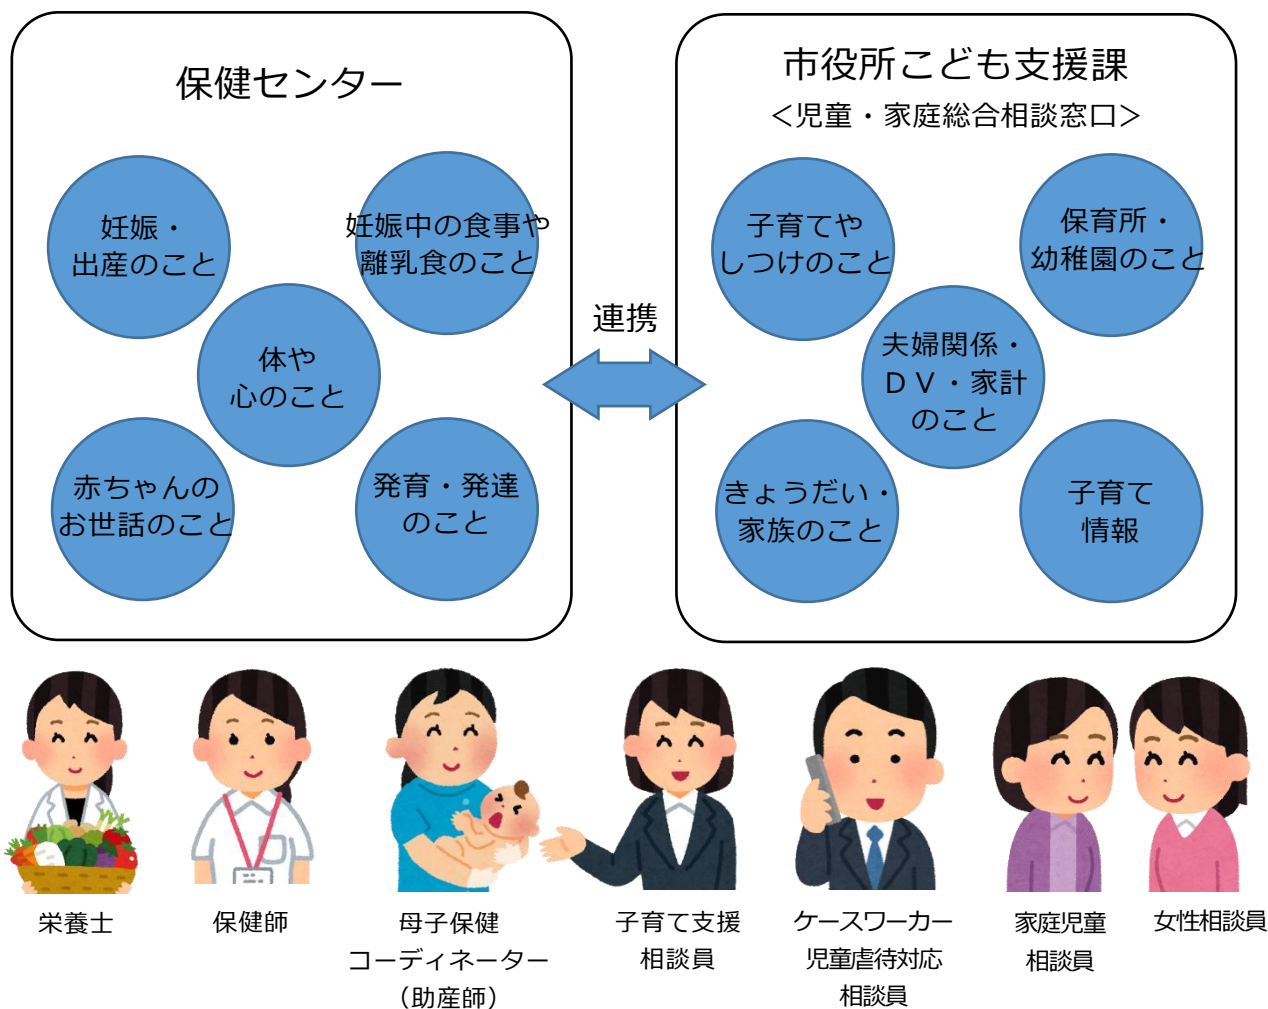 保健センター
妊娠・
出産のこと
妊娠中の食事や
離乳食のこと
体や
心のこと
赤ちゃんの
お世話のこと
発育・発達
のこと
連携
市役所こども支援課
＜児童・家庭総合相談窓口＞
子育てや
しつけのこと
保育所・
幼稚園のこと
夫婦関係・
ＤＶ・家計
のこと
きょうだい・
家族のこと
子育て
情報
栄養士
保健師
母子保健
コーディネーター
（助産師）
子育て支援
相談員
ケースワーカー
児童虐待対応
相談員
家庭児童
相談員
女性相談員